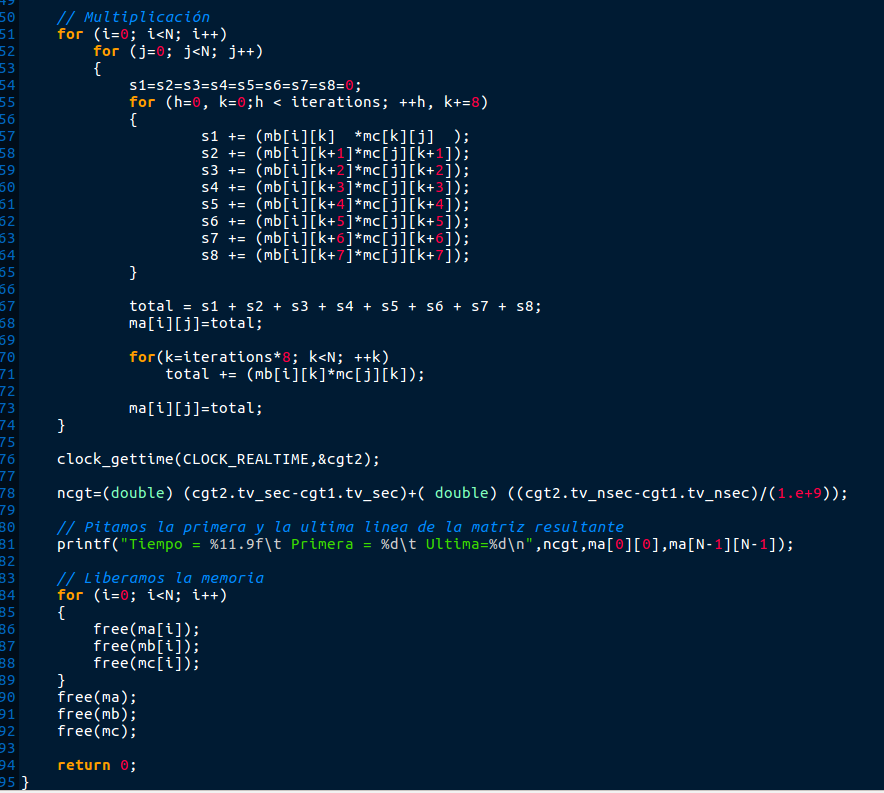 49
50 // Multiplicación
51 for (i=0; i<N; i++)
52 for (j=0; j<N; j++)
53 {
54 s1=s2=s3=s4=s5=s6=s7=s8=0;
55 for (h=0, k=0;h < iterations; ++h, k+=8)
56 {
57 s1 += (mb[i][k]  *mc[k][j]  );
58 s2 += (mb[i][k+1]*mc[j][k+1]);
59 s3 += (mb[i][k+2]*mc[j][k+2]);
60 s4 += (mb[i][k+3]*mc[j][k+3]);
61 s5 += (mb[i][k+4]*mc[j][k+4]);
62 s6 += (mb[i][k+5]*mc[j][k+5]);
63 s7 += (mb[i][k+6]*mc[j][k+6]);
64 s8 += (mb[i][k+7]*mc[j][k+7]);
65 }
66
67 total = s1 + s2 + s3 + s4 + s5 + s6 + s7 + s8;
68 ma[i][j]=total;
69
70 for(k=iterations*8; k<N; ++k)
71 total += (mb[i][k]*mc[j][k]);
72
73 ma[i][j]=total;
74 }
75
76 clock_gettime(CLOCK_REALTIME,&cgt2);
77
78 ncgt=(double) (cgt2.tv_sec-cgt1.tv_sec)+( double) ((cgt2.tv_nsec-cgt1.tv_nsec)/(1.e+9));
79
80 // Pitamos la primera y la ultima linea de la matriz resultante
81 printf("Tiempo = %11.9f\t Primera = %d\t Ultima=%d\n",ncgt,ma[0][0],ma[N-1][N-1]);
82
83 // Liberamos la memoria
84 for (i=0; i<N; i++)
85 {
86 free(ma[i]);
87 free(mb[i]);
88 free(mc[i]);
89 }
90 free(ma);
91 free(mb);
92 free(mc);
93
94 return 0;
95 }